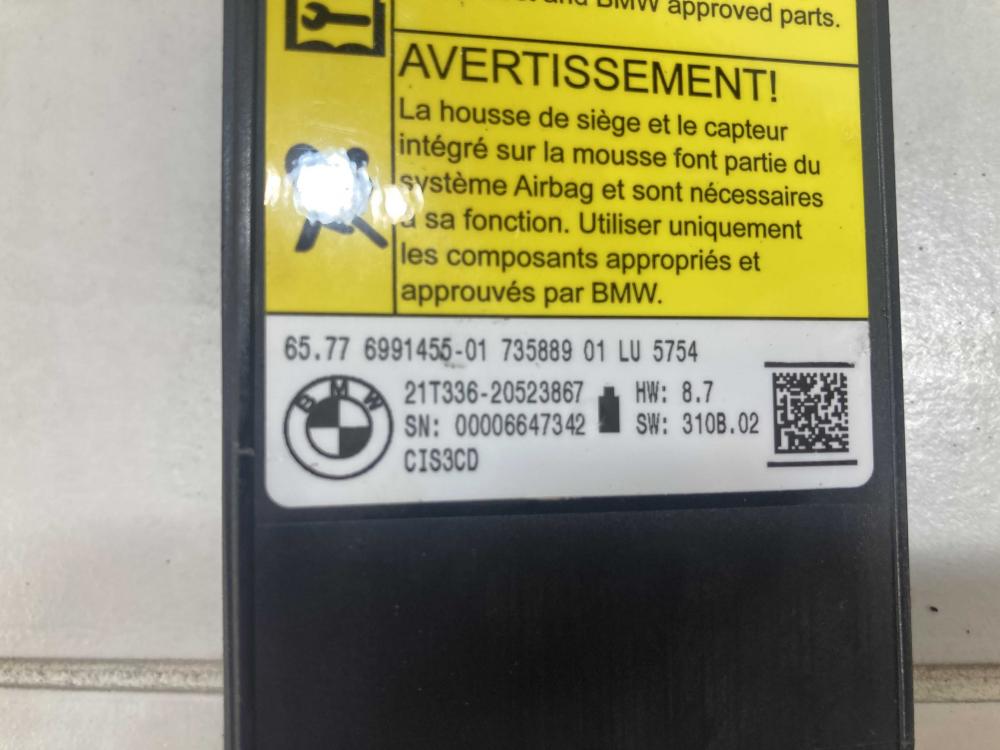 and BMW approved parts.
AVERTISSEMENT!
La housse de siège et le capteur
intégré sur la mousse font partie du
système Airbag et sont nécessaires
à sa fonction. Utiliser uniquement
les composants appropriés et
approuvés par BMW.
65.77 6991455-01 735889 01 LU 5754
21T336-20523867 HW: 8.7
SN: 00006647342 SW: 310B.02
BMW
CIS3CD